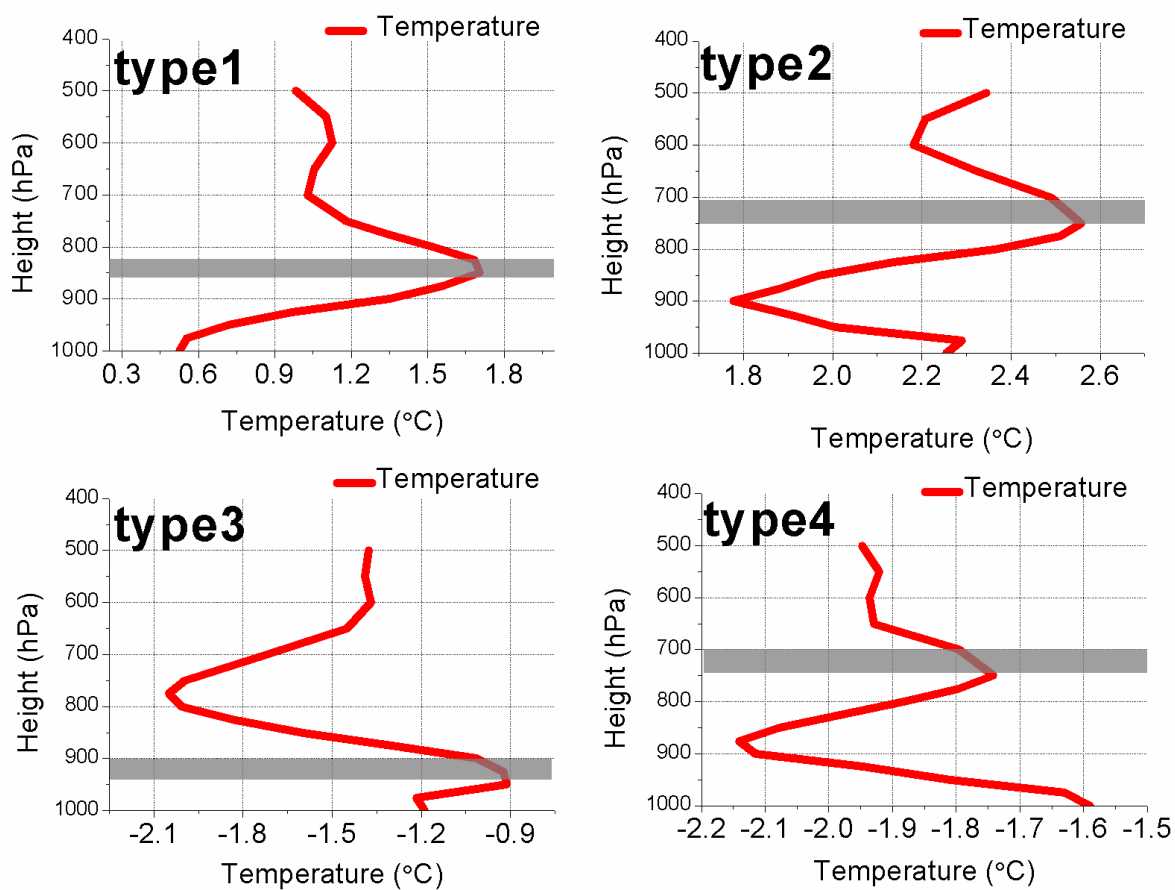 Temperature
type1
400
500
600
700
800
900
1000
Height (hPa)
0.3 0.6 0.9 1.2 1.5 1.8
Temperature (°C)
Temperature
type2
400
500
600
700
800
900
1000
Height (hPa)
1.8 2.0 2.2 2.4 2.6
Temperature (°C)
Temperature
type3
400
500
600
700
800
900
1000
Height (hPa)
-2.1 -1.8 -1.5 -1.2 -0.9
Temperature (°C)
Temperature
type4
400
500
600
700
800
900
1000
Height (hPa)
-2.2 -2.1 -2.0 -1.9 -1.8 -1.7 -1.6 -1.5
Temperature (°C)